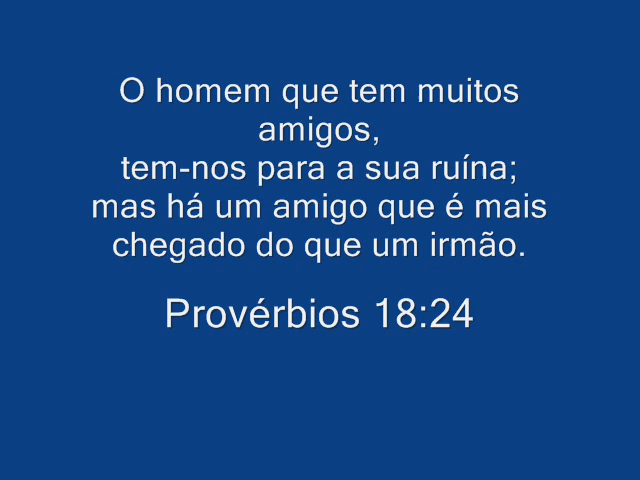 O homem que tem muitos
amigos,
tem-nos para a sua ruína;
mas há um amigo que é mais
chegado do que um irmão.
Provérbios 18:24